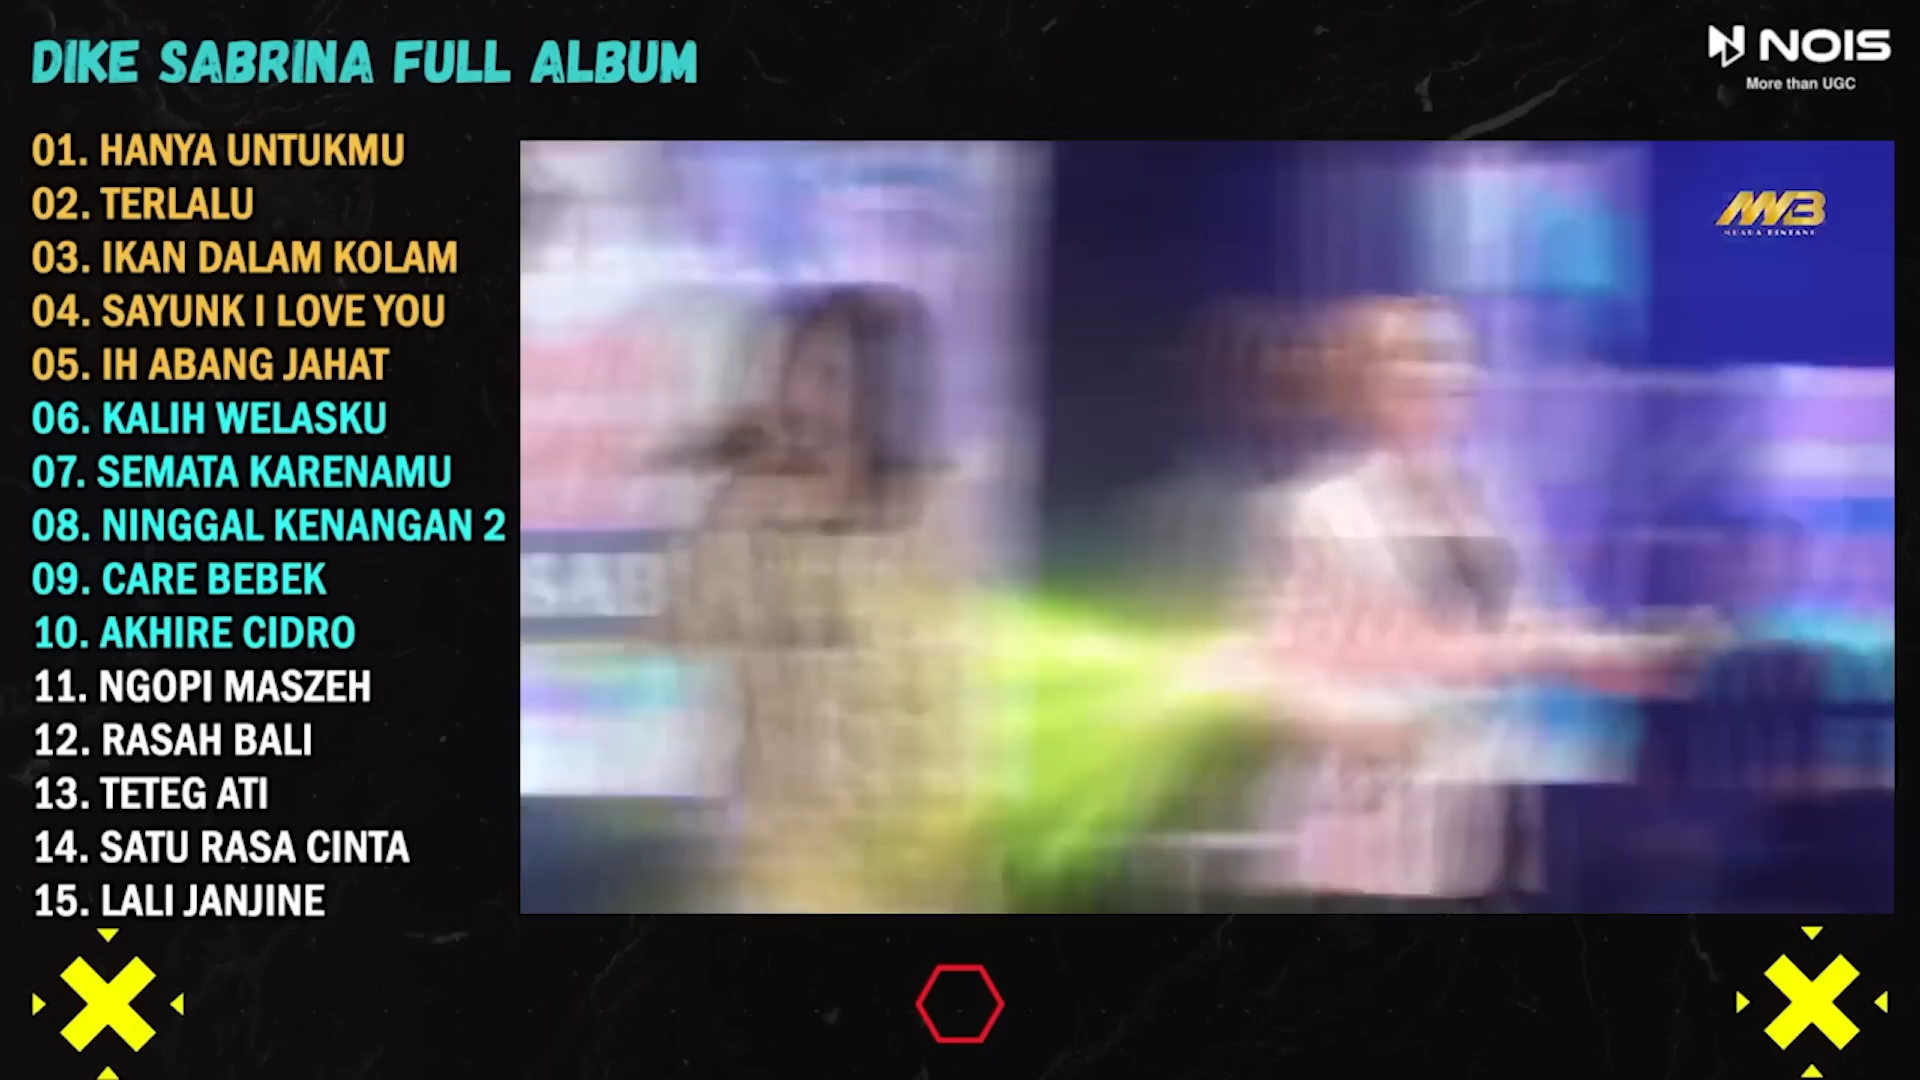 DIKE SABRINA FULL ALBUM
NOIS
More than UGC
01. HANYA UNTUKMU
02. TERLALU
03. IKAN DALAM KOLAM
04. SAYUNK I LOVE YOU
05. IH ABANG JAHAT
06. KALIH WELASKU
07. SEMATA KARENAMU
08. NINGGAL KENANGAN 2
09. CARE BEBEK
10. AKHIRE CIDRO
11. NGOPI MASZEH
12. RASAH BALI
13. TETEG ATI
14. SATU RASA CINTA
15. LALI JANJINE
SAB